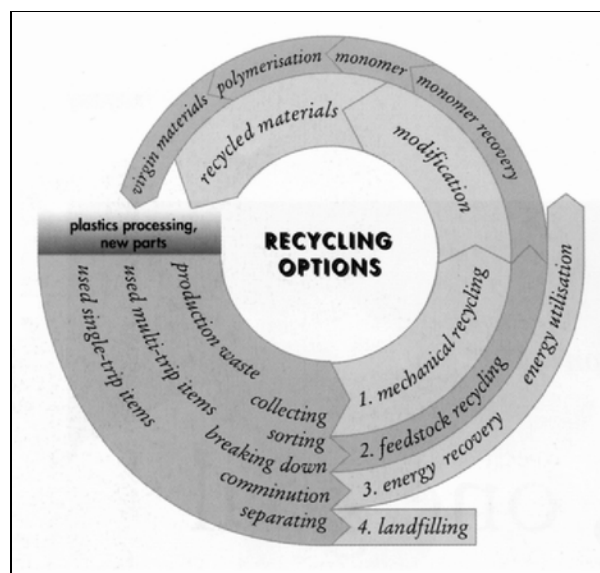 virgin materials
polymerisation
monomer
monomer recovery
recycled materials
modification
plastics processing,
new parts
RECYCLING
OPTIONS
used single-trip items
used multi-trip items
production waste
collecting
sorting
breaking down
comminution
separating
1. mechanical recycling
2. feedstock recycling
3. energy recovery
energy utilisation
4. landfilling